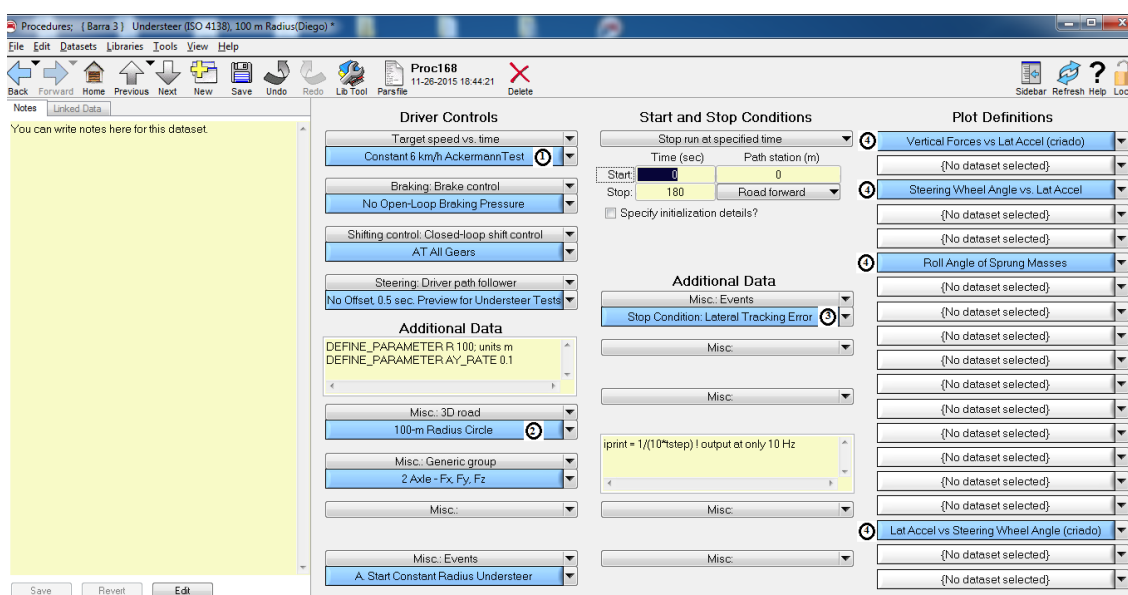 Procedures; { Barra 3 } Understeer (ISO 4138), 100 m Radius(Diego) *
File Edit Datasets Libraries Tools View Help
Back Forward Home Previous Next New Save Undo Redo Lib Tool Parsfile
Proc168
11-26-2015 18:44:21
Delete
Sidebar Refresh Help Loc
Notes Linked Data
You can write notes here for this dataset.
Save Revert Edit
Driver Controls
Target speed vs. time
Constant 6 km/h AckermannTest 1
Braking: Brake control
No Open-Loop Braking Pressure
Shifting control: Closed-loop shift control
AT All Gears
Steering: Driver path follower
No Offset, 0.5 sec. Preview for Understeer Tests
Additional Data
DEFINE_PARAMETER R 100; units m
DEFINE_PARAMETER AY_RATE 0.1
Misc.: 3D road
100-m Radius Circle 2
Misc.: Generic group
2 Axle - Fx, Fy, Fz
Misc.:
Misc.: Events
A. Start Constant Radius Understeer
Start and Stop Conditions
Stop run at specified time
Time (sec) Path station (m)
Start: 0 0
Stop: 180 Road forward
Specify initialization details?
Additional Data
Misc.: Events
Stop Condition: Lateral Tracking Error 3
Misc:
Misc:
iprint = 1/(10*tstep) ! output at only 10 Hz
Misc:
Misc:
Plot Definitions
4 Vertical Forces vs Lat Accel (criado)
{No dataset selected}
4 Steering Wheel Angle vs. Lat Accel
{No dataset selected}
{No dataset selected}
4 Roll Angle of Sprung Masses
{No dataset selected}
{No dataset selected}
{No dataset selected}
{No dataset selected}
{No dataset selected}
{No dataset selected}
{No dataset selected}
{No dataset selected}
{No dataset selected}
{No dataset selected}
4 Lat Accel vs Steering Wheel Angle (criado)
{No dataset selected}
{No dataset selected}